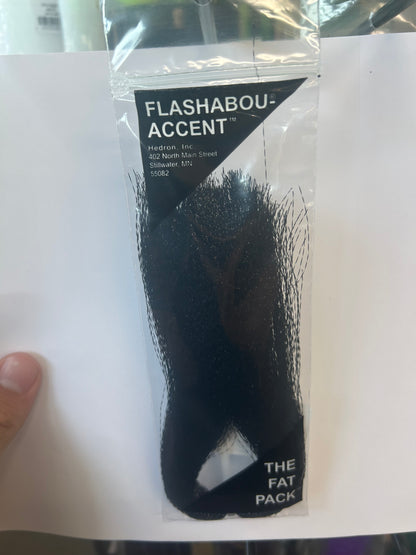 FLASHABOU-
ACCENT™
Hedron, Inc
402 North Main Street
Stillwater, MN
55082
THE
FAT
PACK